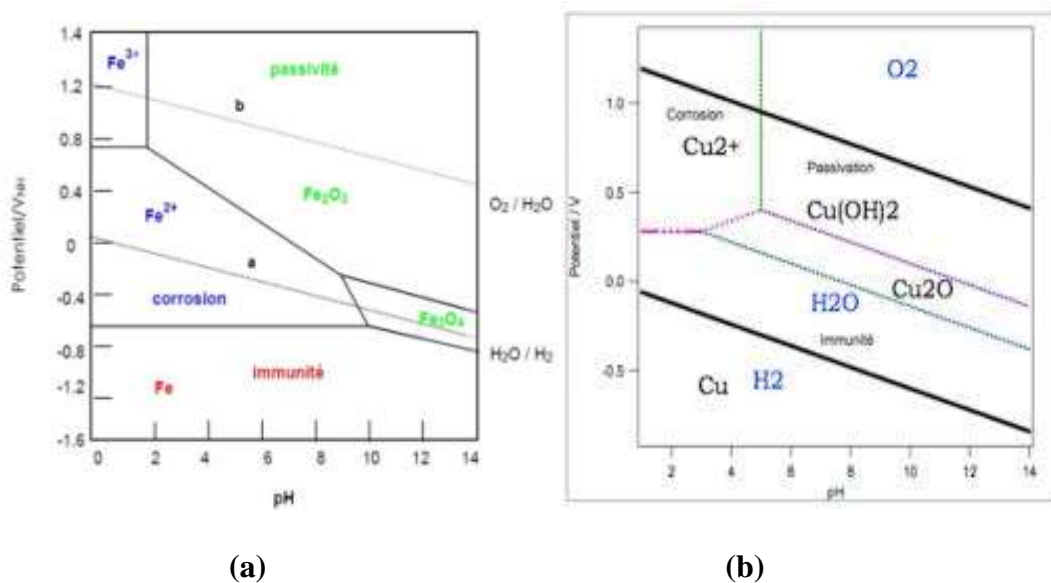 1.4
1.2
0.8
0.4
0
-0.4
-0.8
-1.2
-1.6
Potentiel/V
Fe3+
passivité
b
Fe2O3
Fe2+
a
corrosion
Fe3O4
Fe
immunité
O2 / H2O
H2O / H2
0 2 4 6 8 10 12 14
pH
(a)
1.0
0.5
0.0
-0.5
Potentiel / V
O2
Corrosion
Cu2+
Passivation
Cu(OH)2
Cu2O
H2O
Immunité
Cu
H2
2 4 6 8 10 12 14
pH
(b)